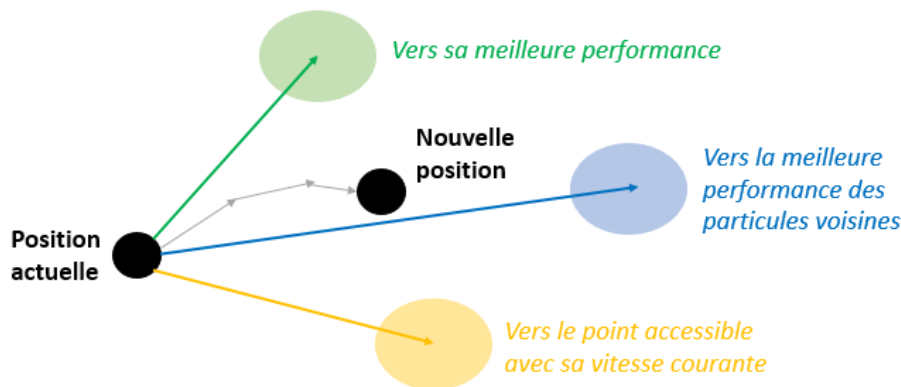 Vers sa meilleure performance
Nouvelle
position
Vers la meilleure
performance des
particules voisines
Position
actuelle
Vers le point accessible
avec sa vitesse courante